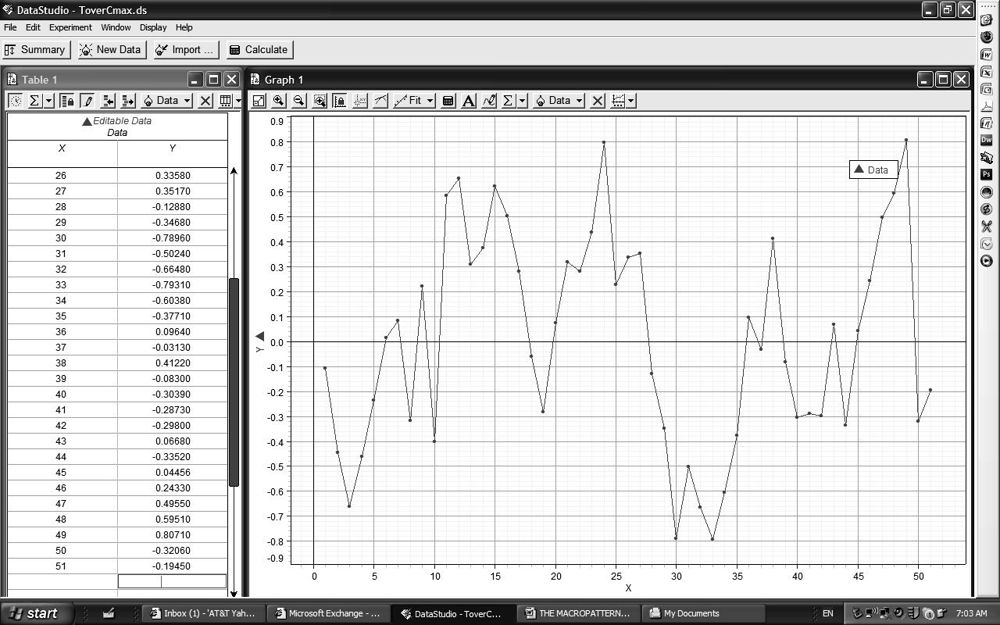 DataStudio - ToverCmax.ds
File Edit Experiment Window Display Help
Summary New Data Import ... Calculate
Table 1
Data
Editable Data
Data
X Y
26 0.33580
27 0.35170
28 -0.12880
29 -0.34680
30 -0.78960
31 -0.50240
32 -0.66480
33 -0.79310
34 -0.60380
35 -0.37710
36 0.09640
37 -0.03130
38 0.41220
39 -0.08300
40 -0.30390
41 -0.28730
42 -0.29800
43 0.06680
44 -0.33520
45 0.04456
46 0.24330
47 0.49550
48 0.59510
49 0.80710
50 -0.32060
51 -0.19450
Graph 1
Fit A Data
0.9
0.8
0.7
0.6
0.5
0.4
0.3
0.2
0.1
0.0
-0.1
-0.2
-0.3
-0.4
-0.5
-0.6
-0.7
-0.8
-0.9
Y
Data
0 5 10 15 20 25 30 35 40 45 50
X
Dw
Ps
start
Inbox (1) - 'AT&T Yah...
Microsoft Exchange - ...
DataStudio - ToverC...
THE MACROPATTERN...
My Documents
EN
7:03 AM